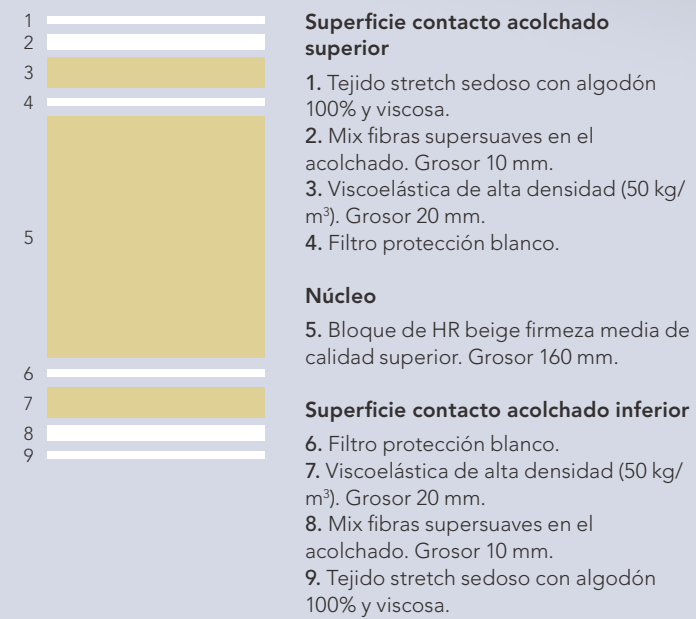 1
2
3
4
5
6
7
8
9
Superficie contacto acolchado
superior
1. Tejido stretch sedoso con algodón
100% y viscosa.
2. Mix fibras supersuaves en el
acolchado. Grosor 10 mm.
3. Viscoelástica de alta densidad (50 kg/
m³). Grosor 20 mm.
4. Filtro protección blanco.
Núcleo
5. Bloque de HR beige firmeza media de
calidad superior. Grosor 160 mm.
Superficie contacto acolchado inferior
6. Filtro protección blanco.
7. Viscoelástica de alta densidad (50 kg/
m³). Grosor 20 mm.
8. Mix fibras supersuaves en el
acolchado. Grosor 10 mm.
9. Tejido stretch sedoso con algodón
100% y viscosa.